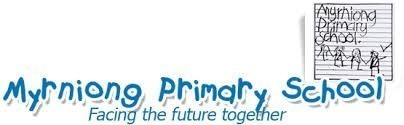 Myrniong
Primary
School.
Myrniong Primary School
Facing the future together